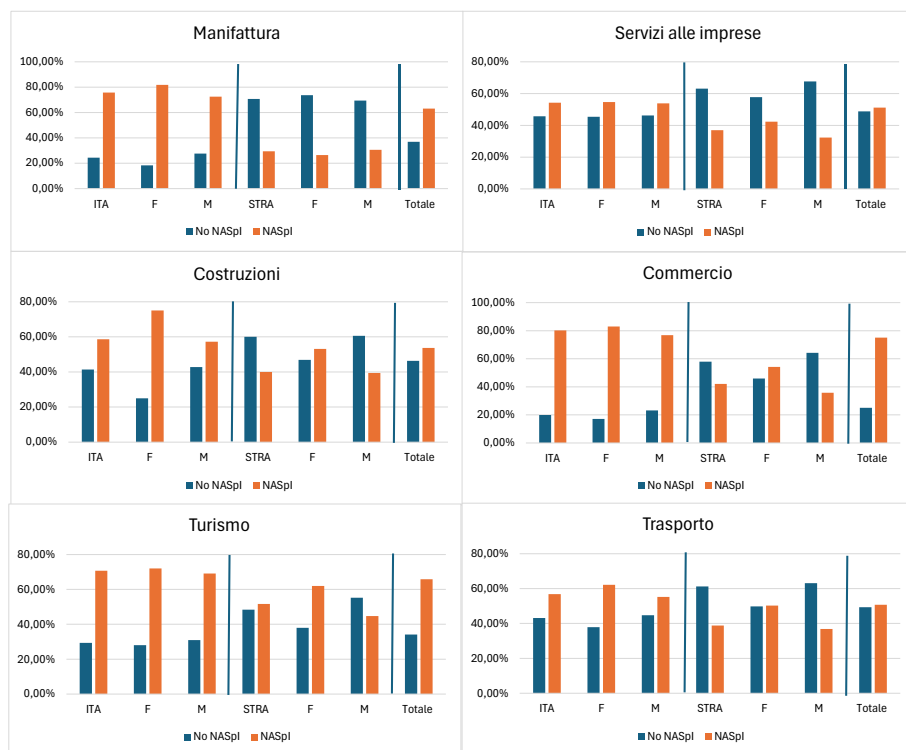 Manifattura
100,00%
80,00%
60,00%
40,00%
20,00%
0,00%
ITA F M STRA F M Totale
No NASpI NASpI
Servizi alle imprese
80,00%
60,00%
40,00%
20,00%
0,00%
ITA F M STRA F M Totale
No NASpI NASpI
Costruzioni
80,00%
60,00%
40,00%
20,00%
0,00%
ITA F M STRA F M Totale
No NASpI NASpI
Commercio
100,00%
80,00%
60,00%
40,00%
20,00%
0,00%
ITA F M STRA F M Totale
No NASpI NASpI
Turismo
80,00%
60,00%
40,00%
20,00%
0,00%
ITA F M STRA F M Totale
No NASpI NASpI
Trasporto
80,00%
60,00%
40,00%
20,00%
0,00%
ITA F M STRA F M Totale
No NASpI NASpI